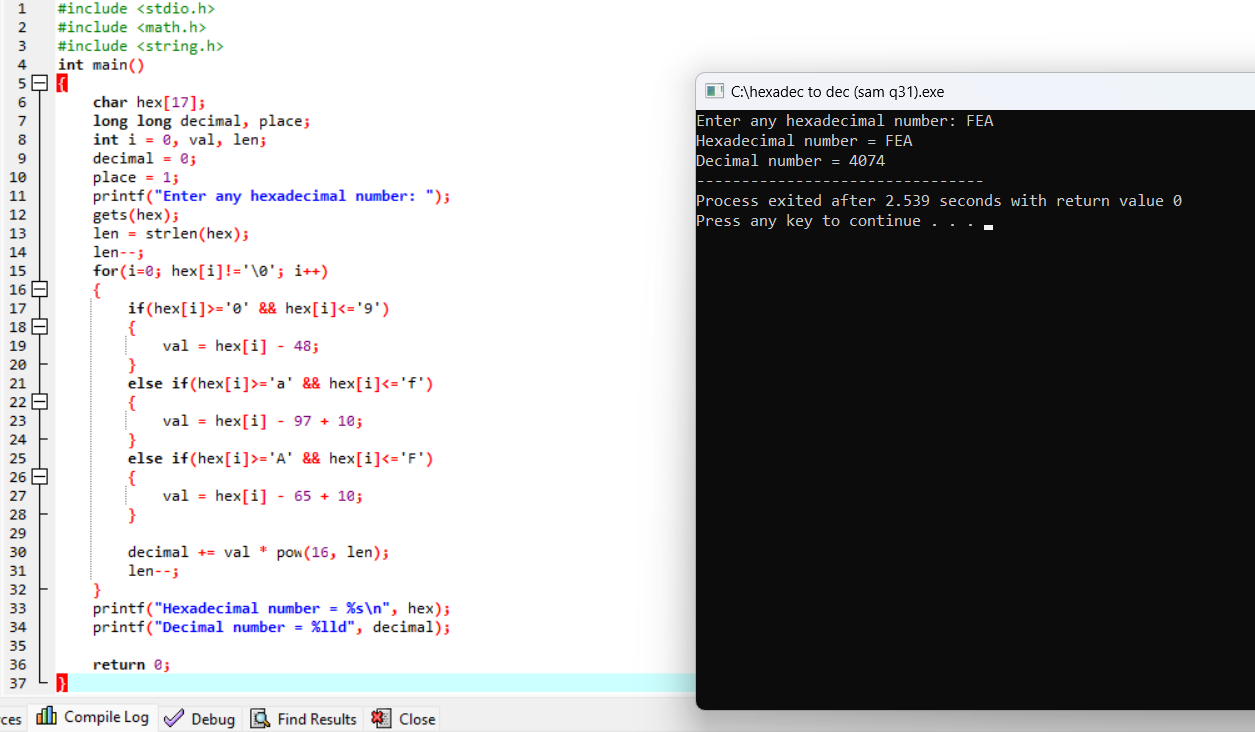 1 #include <stdio.h>
2 #include <math.h>
3 #include <string.h>
4 int main()
5 {
6 char hex[17];
7 long long decimal, place;
8 int i = 0, val, len;
9 decimal = 0;
10 place = 1;
11 printf("Enter any hexadecimal number: ");
12 gets(hex);
13 len = strlen(hex);
14 len--;
15 for(i=0; hex[i]!='\0'; i++)
16 {
17 if(hex[i]>='0' && hex[i]<='9')
18 {
19 val = hex[i] - 48;
20 }
21 else if(hex[i]>='a' && hex[i]<='f')
22 {
23 val = hex[i] - 97 + 10;
24 }
25 else if(hex[i]>='A' && hex[i]<='F')
26 {
27 val = hex[i] - 65 + 10;
28 }
29
30 decimal += val * pow(16, len);
31 len--;
32 }
33 printf("Hexadecimal number = %s\n", hex);
34 printf("Decimal number = %lld", decimal);
35
36 return 0;
37 }
C:\hexadec to dec (sam q31).exe
Enter any hexadecimal number: FEA
Hexadecimal number = FEA
Decimal number = 4074
--------------------------------
Process exited after 2.539 seconds with return value 0
Press any key to continue . . .
ces Compile Log Debug Find Results Close